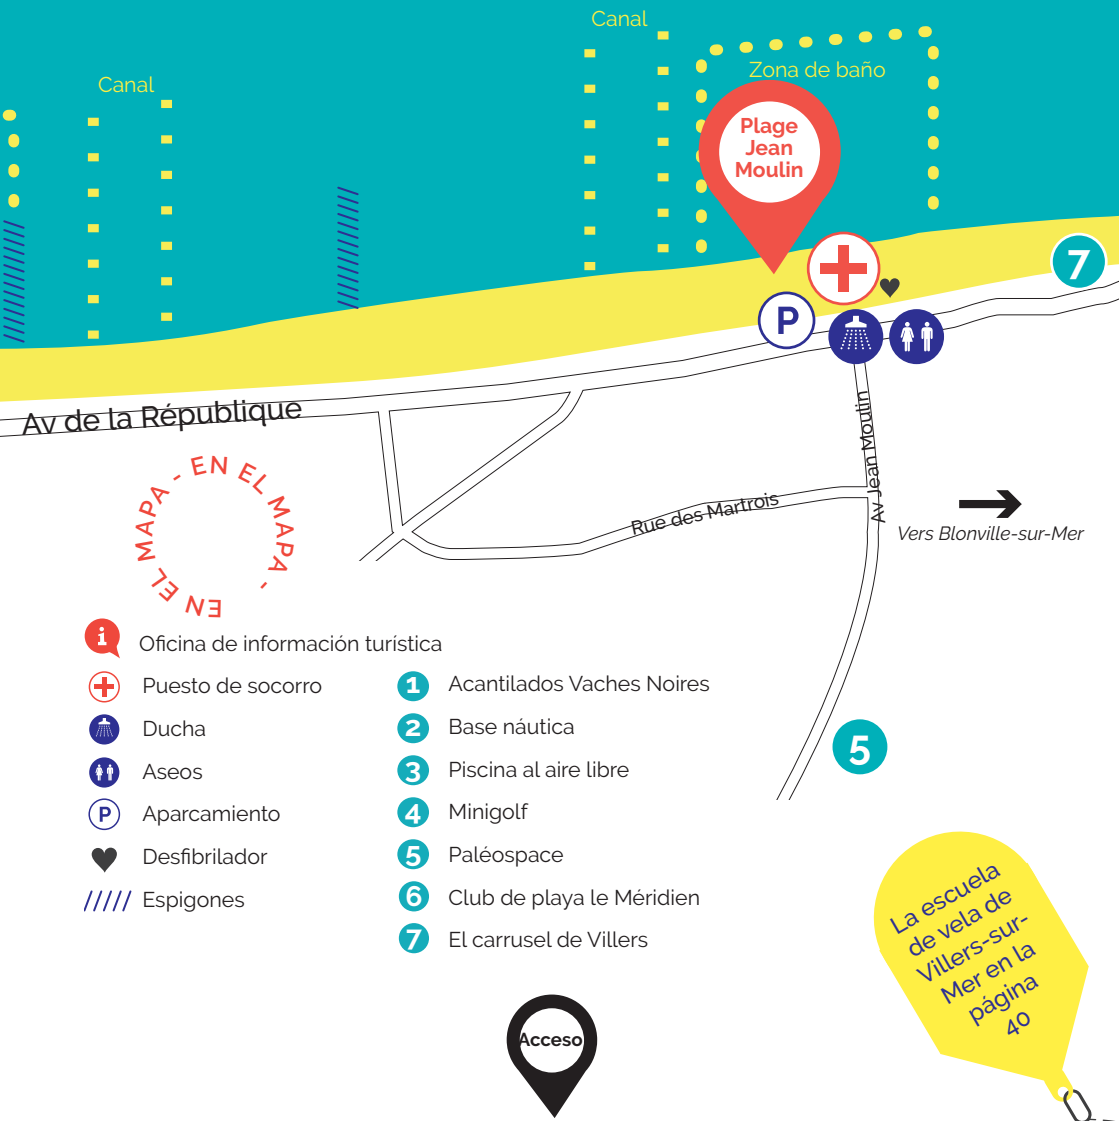 Canal
Canal
Zona de baño
Plage
Jean
Moulin
7
P
Av de la République
Av Jean Moulin
Rue des Martrois
Vers Blonville-sur-Mer
EN EL MAPA - EN EL MAPA -
5
i Oficina de información turística
Puesto de socorro
Ducha
Aseos
P Aparcamiento
Desfibrilador
Espigones
1 Acantilados Vaches Noires
2 Base náutica
3 Piscina al aire libre
4 Minigolf
5 Paléospace
6 Club de playa le Méridien
7 El carrusel de Villers
La escuela
de vela de
Villers-sur-
Mer en la
página
40
Acceso